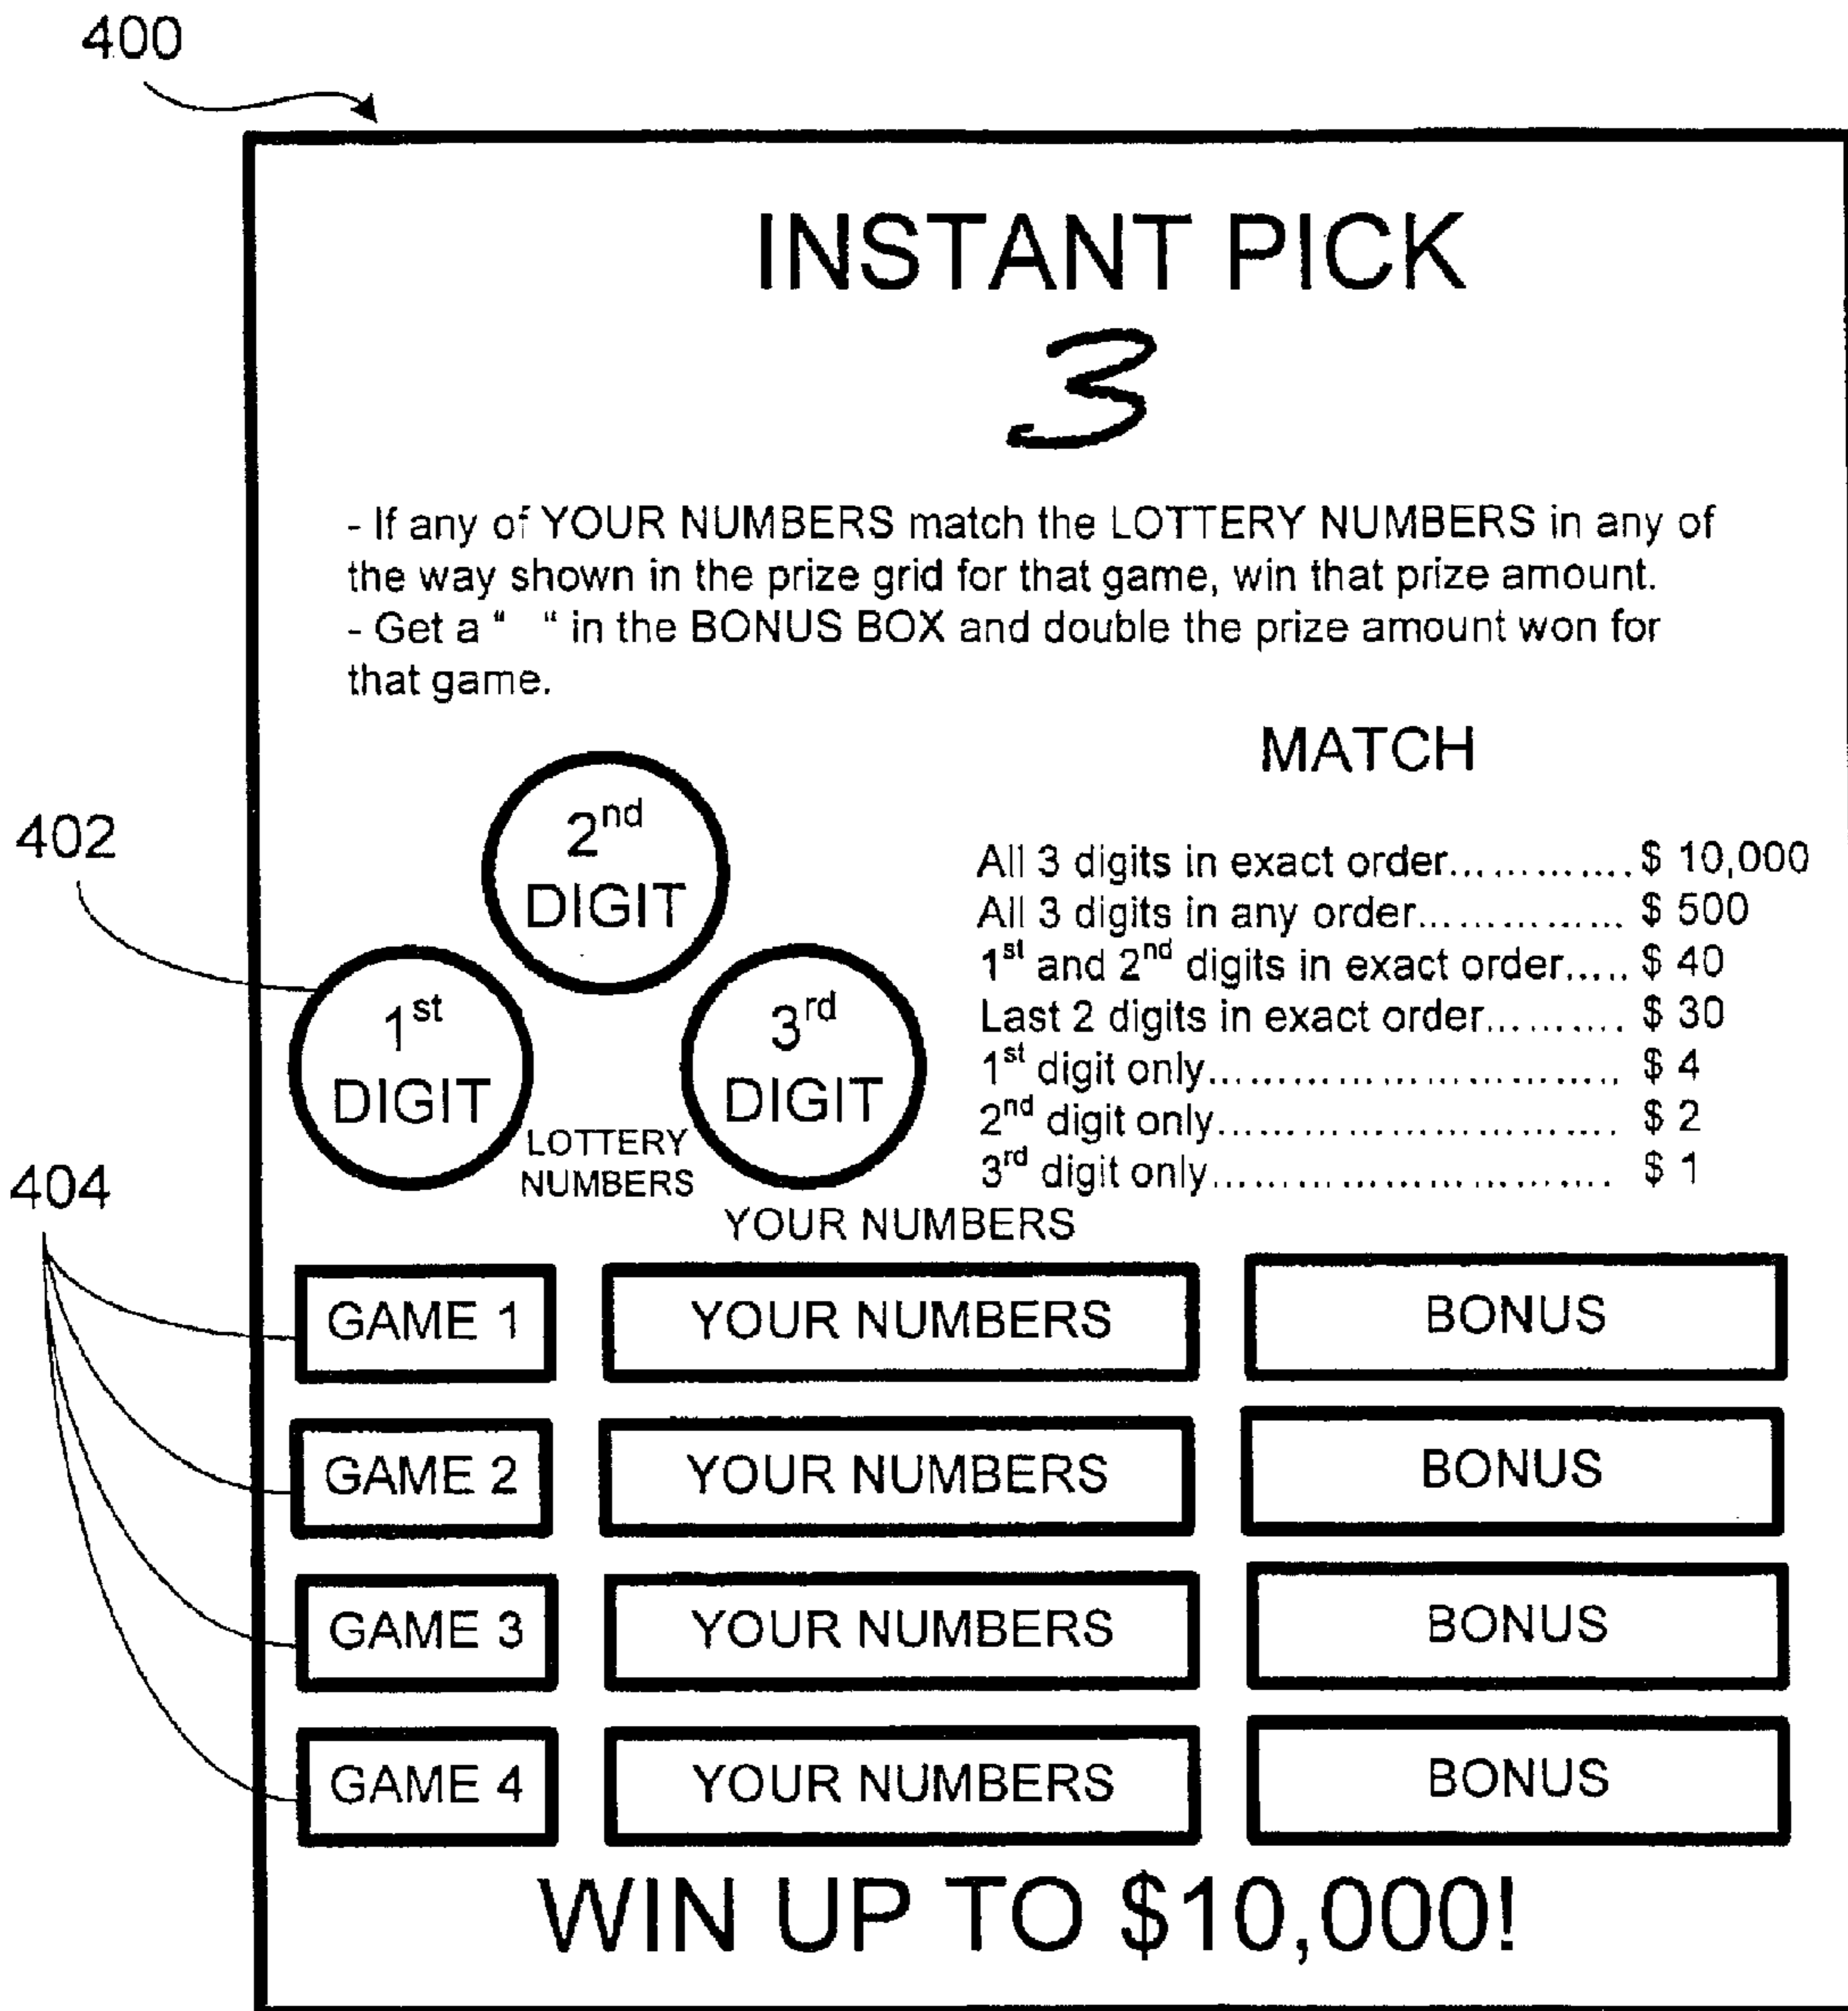 400
INSTANT PICK
3
- If any of YOUR NUMBERS match the LOTTERY NUMBERS in any of
the way shown in the prize grid for that game, win that prize amount.
- Get a “ “ in the BONUS BOX and double the prize amount won for
that game.
MATCH
402
2nd
DIGIT
1st
DIGIT
3rd
DIGIT
LOTTERY
NUMBERS
All 3 digits in exact order.............$ 10,000
All 3 digits in any order............... $ 500
1st and 2nd digits in exact order..... $ 40
Last 2 digits in exact order.......... $ 30
1st digit only.............................. $ 4
2nd digit only............................. $ 2
3rd digit only............................. $ 1
404
YOUR NUMBERS
GAME 1 YOUR NUMBERS BONUS
GAME 2 YOUR NUMBERS BONUS
GAME 3 YOUR NUMBERS BONUS
GAME 4 YOUR NUMBERS BONUS
WIN UP TO $10,000!